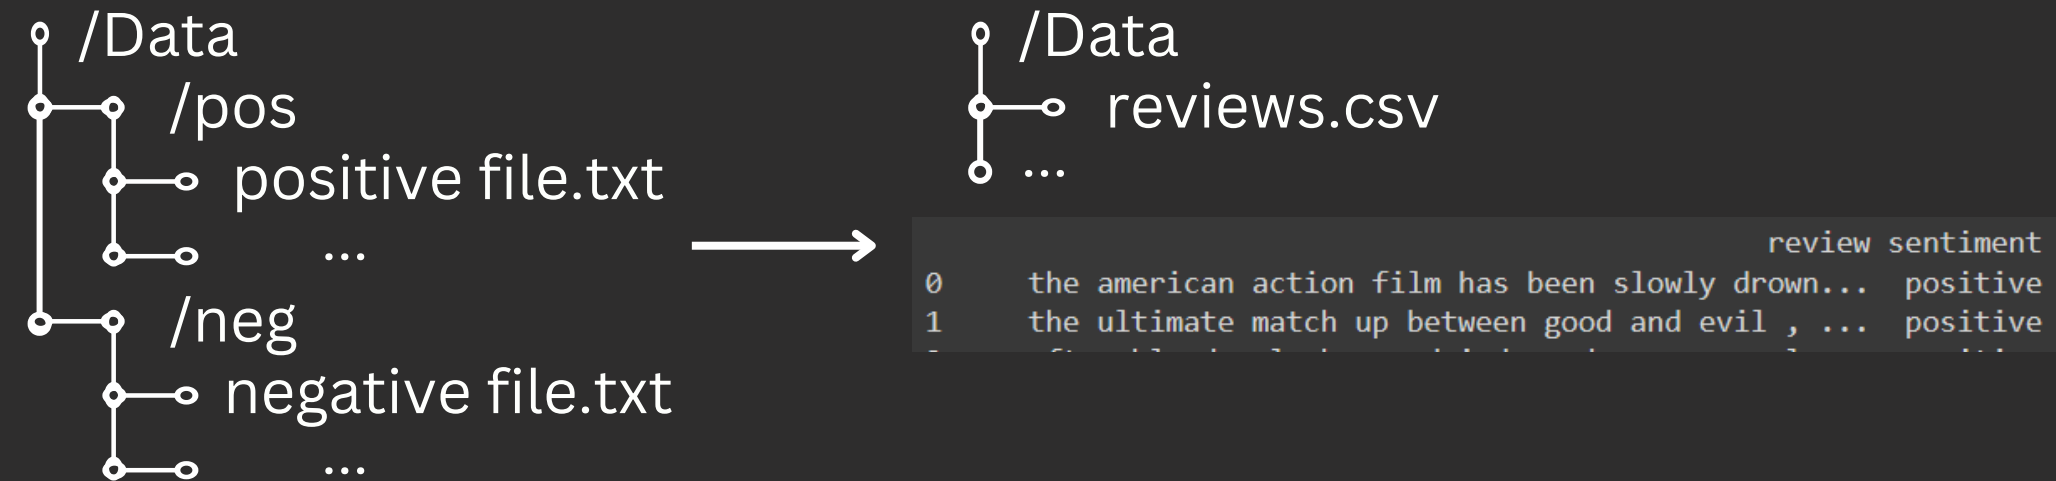 /Data
/pos
positive file.txt
...
/neg
negative file.txt
...
/Data
reviews.csv
...
review sentiment
0 the american action film has been slowly drown... positive
1 the ultimate match up between good and evil , ... positive